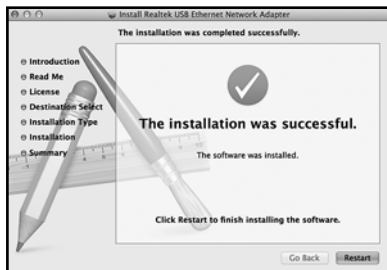 Install Realtek USB Ethernet Network Adapter
The installation was completed successfully.
Introduction
Read Me
License
Destination Select
Installation Type
Installation
Summary
The installation was successful.
The software was installed.
Click Restart to finish installing the software.
Go Back
Restart